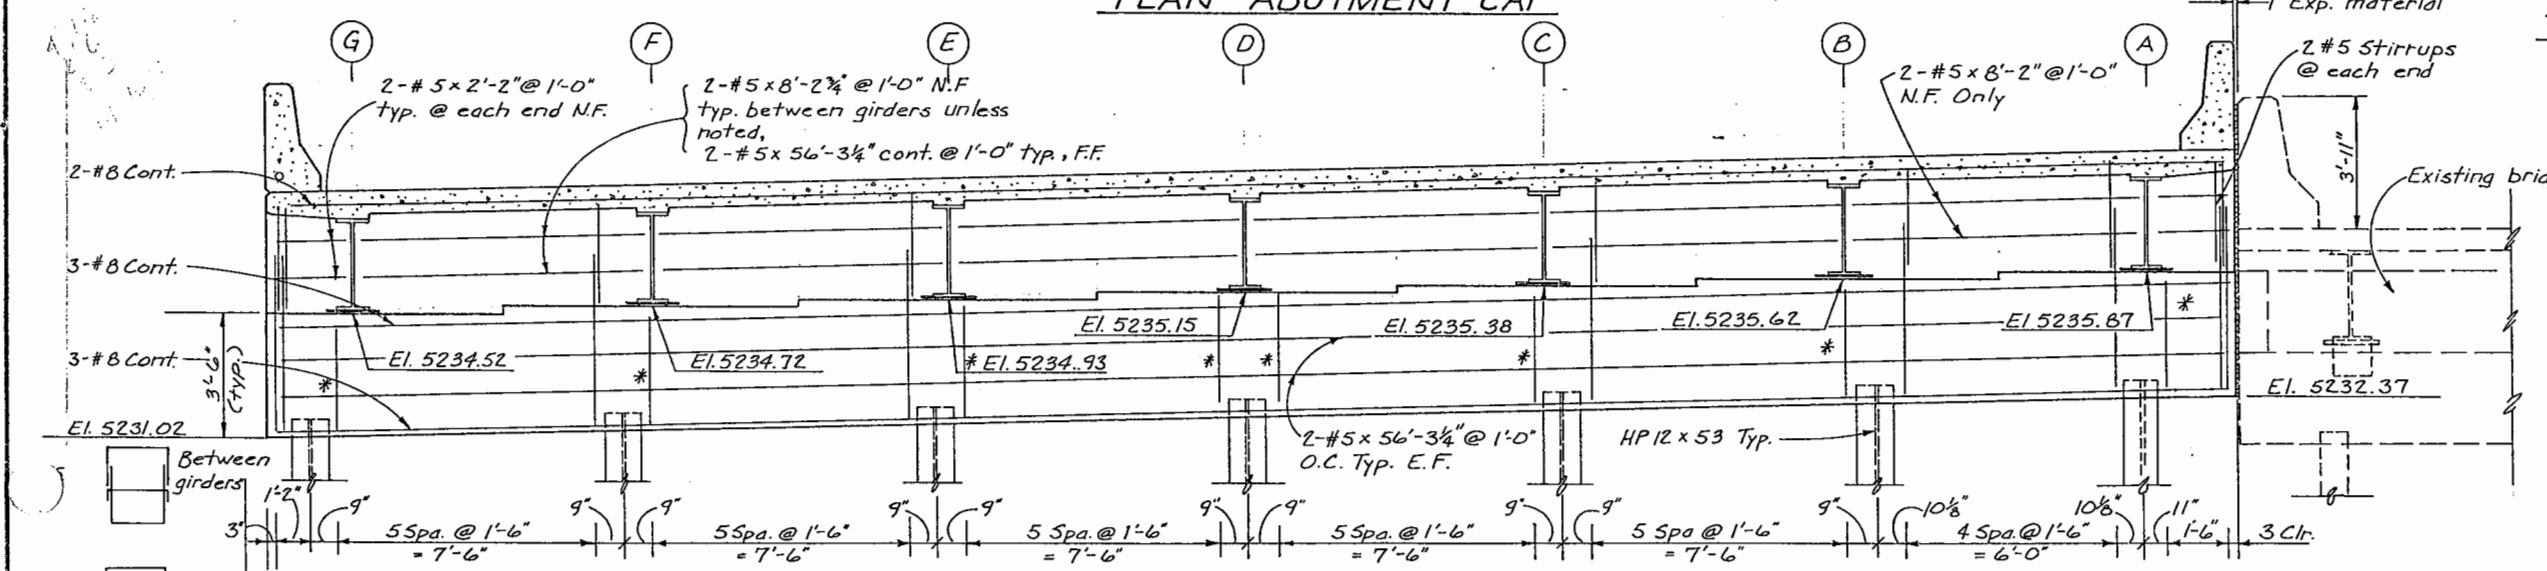 PLAN ABUTMENT CAP
1" Exp. material
G
F
E
D
C
B
A
2-#5 x 2'-2" @ 1'-0"
typ. @ each end N.F.
2-#5 x 8'-2¾" @ 1'-0" N.F
typ. between girders unless
noted,
2-#5 x 56'-3¼" cont. @ 1'-0" typ., F.F.
2-#5 x 8'-2" @ 1'-0"
N.F. Only
2 #5 Stirrups
@ each end
3'-11"
2-#8 Cont.
Existing brid
3-#8 Cont.
3-#8 Cont.
3'-6"
(typ.)
El. 5234.52
El. 5234.72
* El. 5234..93
El. 5235.15
El. 5235.38
El. 5235.62
El 5235.87
*
*
*
*
*
*
*
El. 5232.37
El. 5231.02
2-#5 x 56'-3¼" @ 1'-0"
O.C. Typ. E.F.
HP 12 x 53 Typ.
Between
girders
3"
1'-2"
9"
5 Spa. @ 1'-6"
= 7'-6"
9"
9"
5 Spa. @ 1'-6"
= 7'-6"
9"
9"
5 Spa. @ 1'-6"
= 7'-6"
9"
9"
5 Spa. @ 1'-6"
= 7'-6"
9"
9"
5 Spa @ 1'-6"
= 7'-6"
9"
10⅛"
4 Spa. @ 1'-6"
= 6'-0"
10⅛"
11"
1'-6"
3 Clr.